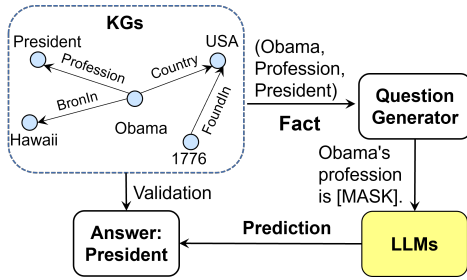 KGs
President
USA
Profession
Country
BronIn
FoundIn
Obama
Hawaii
1776
(Obama,
Profession,
President)
Fact
Question
Generator
Obama's
profession
is [MASK].
Validation
Answer:
President
Prediction
LLMs